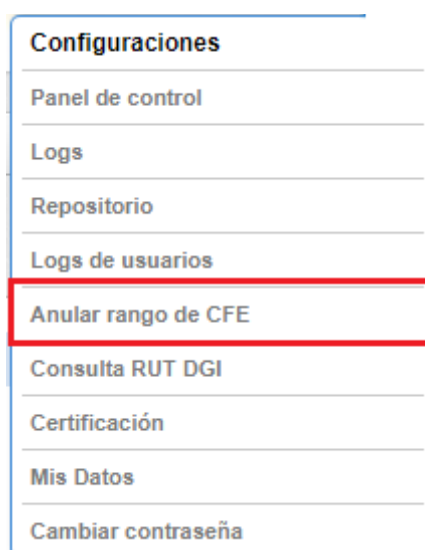 Configuraciones
Panel de control
Logs
Repositorio
Logs de usuarios
Anular rango de CFE
Consulta RUT DGI
Certificación
Mis Datos
Cambiar contraseña